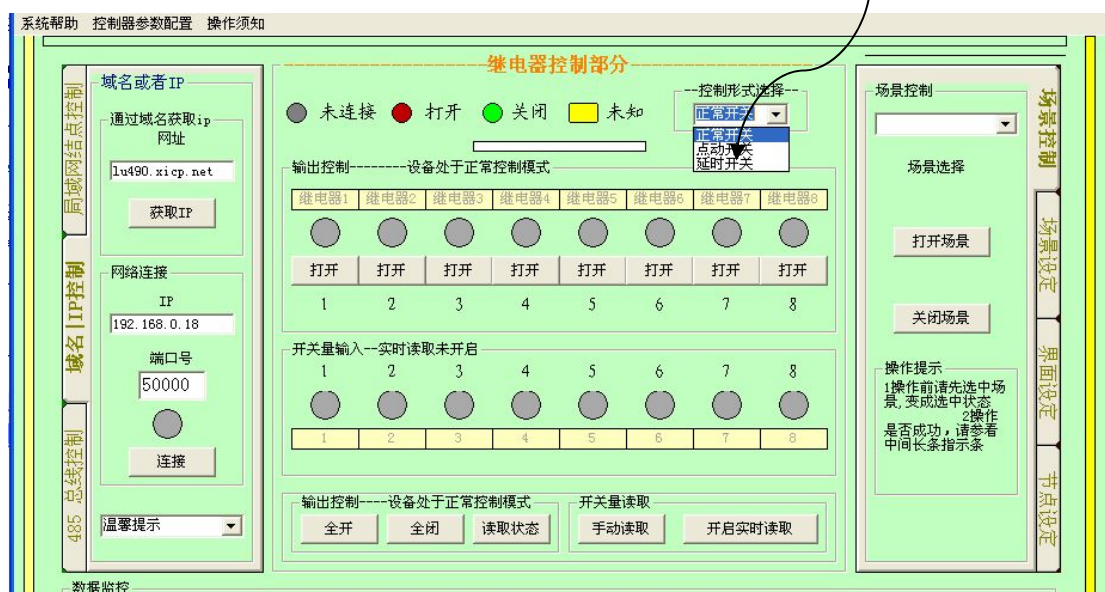 系统帮助 控制器参数配置 操作须知
局域网结点控制
域名|IP控制
485 总线控制
域名或者IP
通过域名获取ip
网址
lu490.xicp.net
获取IP
网络连接
IP
192.168.0.18
端口号
50000
连接
温馨提示
继电器控制部分
未连接 打开 关闭 未知
--控制形式选择--
正常开关
正常开关
点动开关
延时开关
输出控制--------设备处于正常控制模式
继电器1 继电器2 继电器3 继电器4 继电器5 继电器6 继电器7 继电器8
打开 打开 打开 打开 打开 打开 打开 打开
1 2 3 4 5 6 7 8
开关量输入--实时读取未开启
1 2 3 4 5 6 7 8
1 2 3 4 5 6 7 8
输出控制----设备处于正常控制模式
全开 全闭 读取状态
开关量读取
手动读取 开启实时读取
场景控制
场景选择
打开场景
关闭场景
操作提示
1操作前请先选中场
景,变成选中状态
2操作
是否成功，请参看
中间长条指示条
场景控制
场景设定
界面设定
节点设定
数据监控